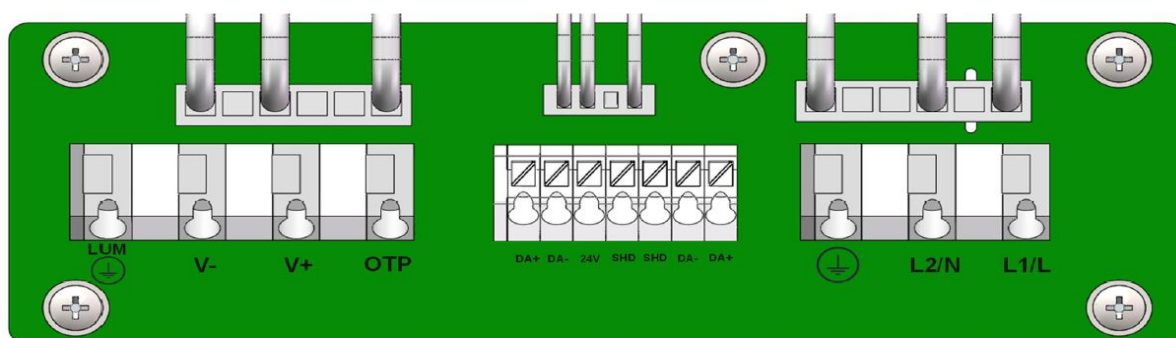 LUM
V- V+ OTP
DA+ DA- 24V SHD SHD DA- DA+
L2/N L1/L